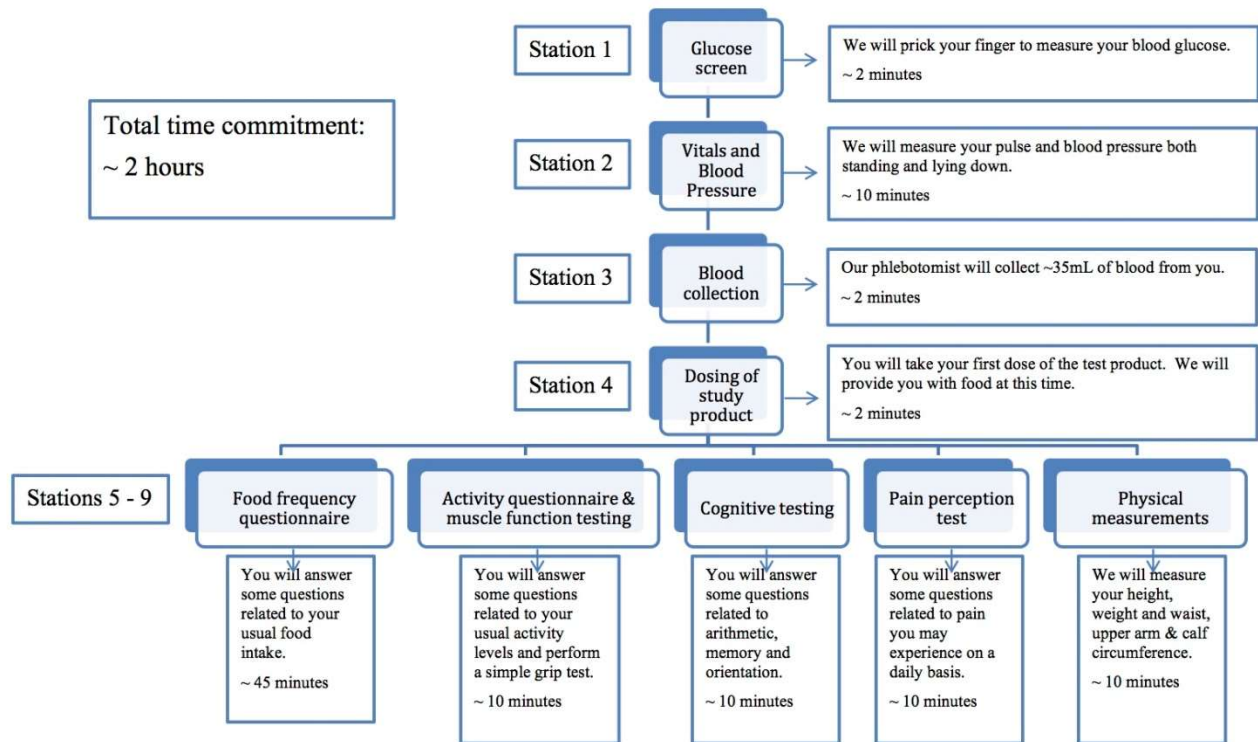 Station 1
Glucose
screen
We will prick your finger to measure your blood glucose.
~ 2 minutes
Total time commitment:
~ 2 hours
Station 2
Vitals and
Blood
Pressure
We will measure your pulse and blood pressure both
standing and lying down.
~ 10 minutes
Station 3
Blood
collection
Our phlebotomist will collect ~35mL of blood from you.
~ 2 minutes
Station 4
Dosing of
study
product
You will take your first dose of the test product.  We will
provide you with food at this time.
~ 2 minutes
Stations 5 - 9
Food frequency
questionnaire
Activity questionnaire &
muscle function testing
Cognitive testing
Pain perception
test
Physical
measurements
You will answer
some questions
related to your
usual food
intake.
~ 45 minutes
You will answer
some questions
related to your
usual activity
levels and perform
a simple grip test.
~ 10 minutes
You will answer
some questions
related to
arithmetic,
memory and
orientation.
~ 10 minutes
You will answer
some questions
related to pain
you may
experience on a
daily basis.
~ 10 minutes
We will measure
your height,
weight and waist,
upper arm & calf
circumference.
~ 10 minutes